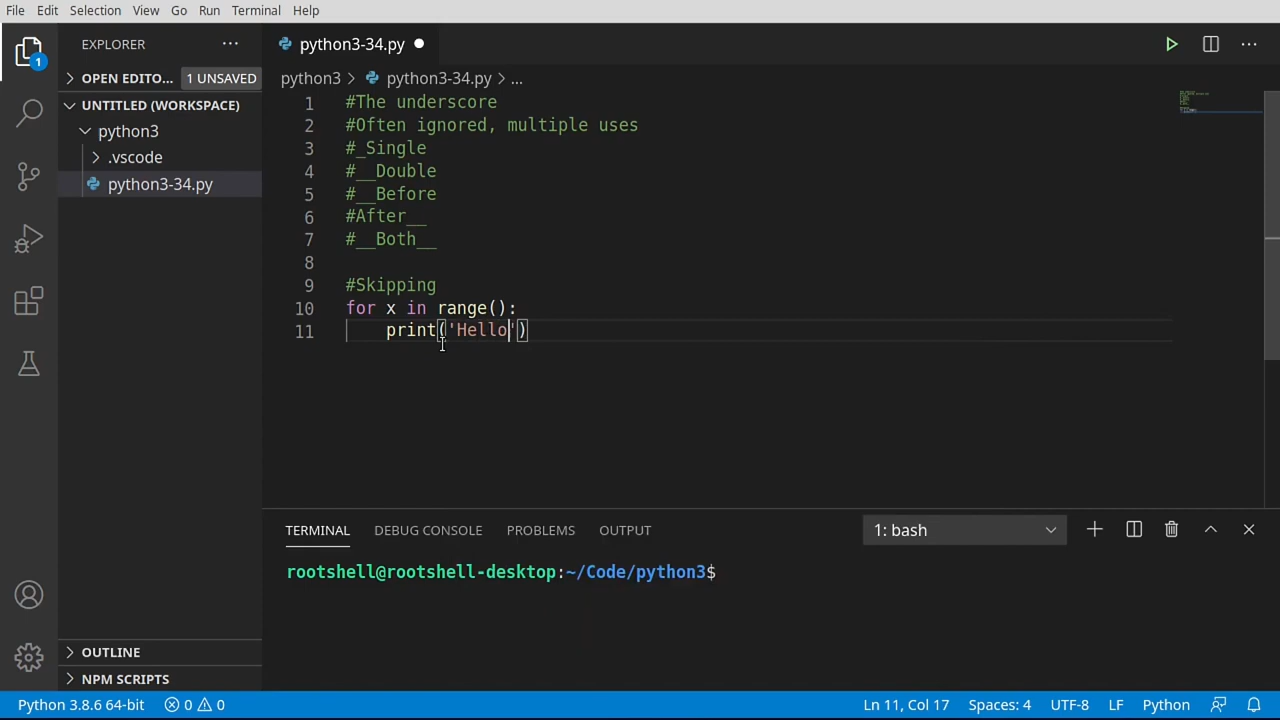 File Edit Selection View Go Run Terminal Help
EXPLORER ···
python3-34.py
1
OPEN EDITO... 1 UNSAVED
UNTITLED (WORKSPACE)
python3
.vscode
python3-34.py
python3 > python3-34.py > ...
1 #The underscore
2 #Often ignored, multiple uses
3 #_Single
4 #__Double
5 #__Before
6 #After__
7 #__Both__
8
9 #Skipping
10 for x in range():
11 print('Hello')
TERMINAL DEBUG CONSOLE PROBLEMS OUTPUT 1: bash
rootshell@rootshell-desktop:~/Code/python3$
OUTLINE
NPM SCRIPTS
Python 3.8.6 64-bit 0 0 Ln 11, Col 17 Spaces: 4 UTF-8 LF Python